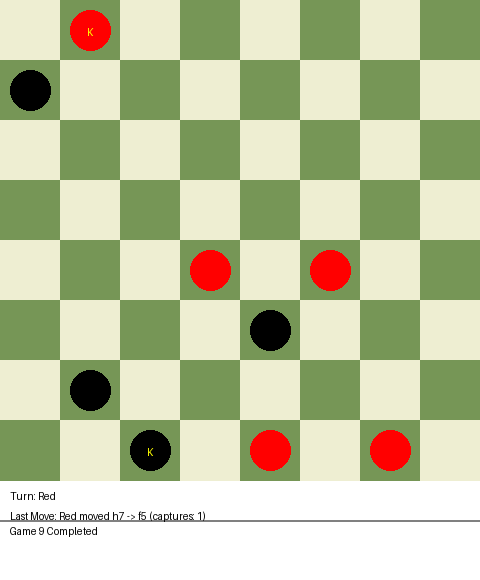 K
K
Turn: Red
Last Move: Red moved h7 -> f5 (captures: 1)
Game 9 Completed